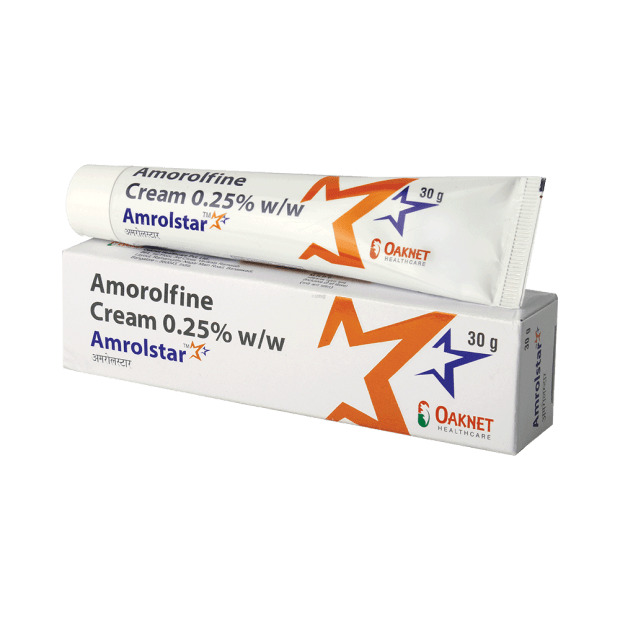 Amorolfine
Cream 0.25% w/w
Amrolstar™
अमरोलस्टार
30 g
OAKNET
HEALTHCARE
Amorolfine
Cream 0.25% w/w
Amrolstar™
अमरोलस्टार
30 g
OAKNET
HEALTHCARE
30 g
Amrolstar